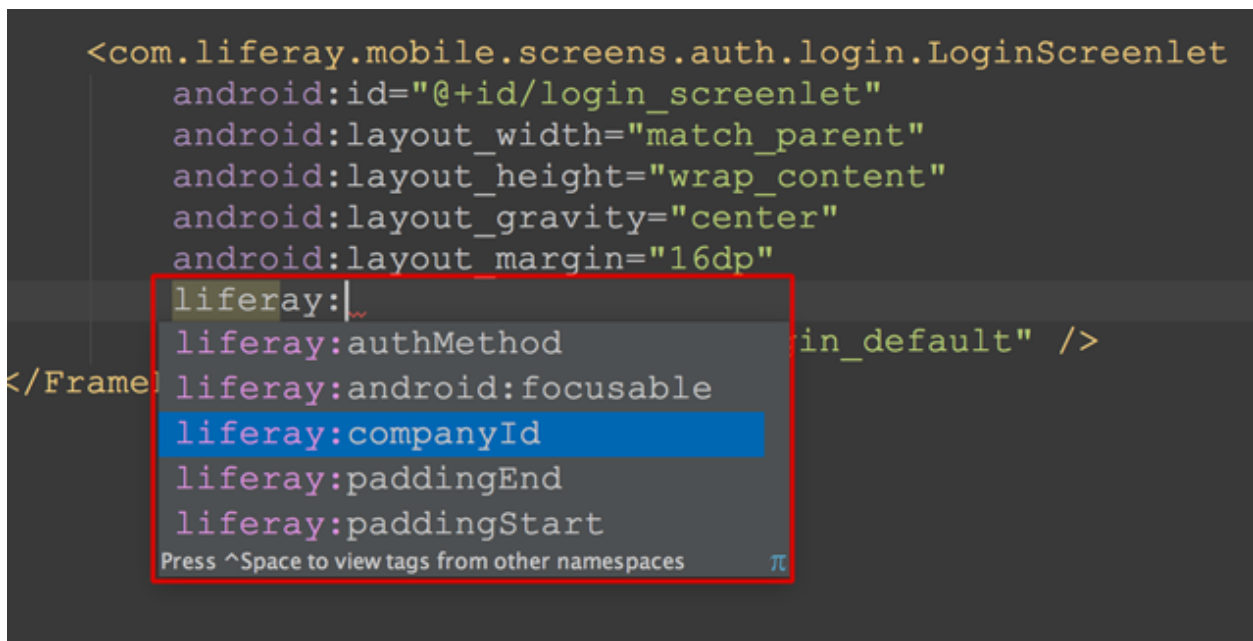 <com.liferay.mobile.screens.auth.login.LoginScreenlet
android:id="@+id/login_screenlet"
android:layout_width="match_parent"
android:layout_height="wrap_content"
android:layout_gravity="center"
android:layout_margin="16dp"
liferay:
liferay:authMethod
in_default" />
liferay:android:focusable
</Frame
liferay:companyId
liferay:paddingEnd
liferay:paddingStart
Press ^Space to view tags from other namespaces π